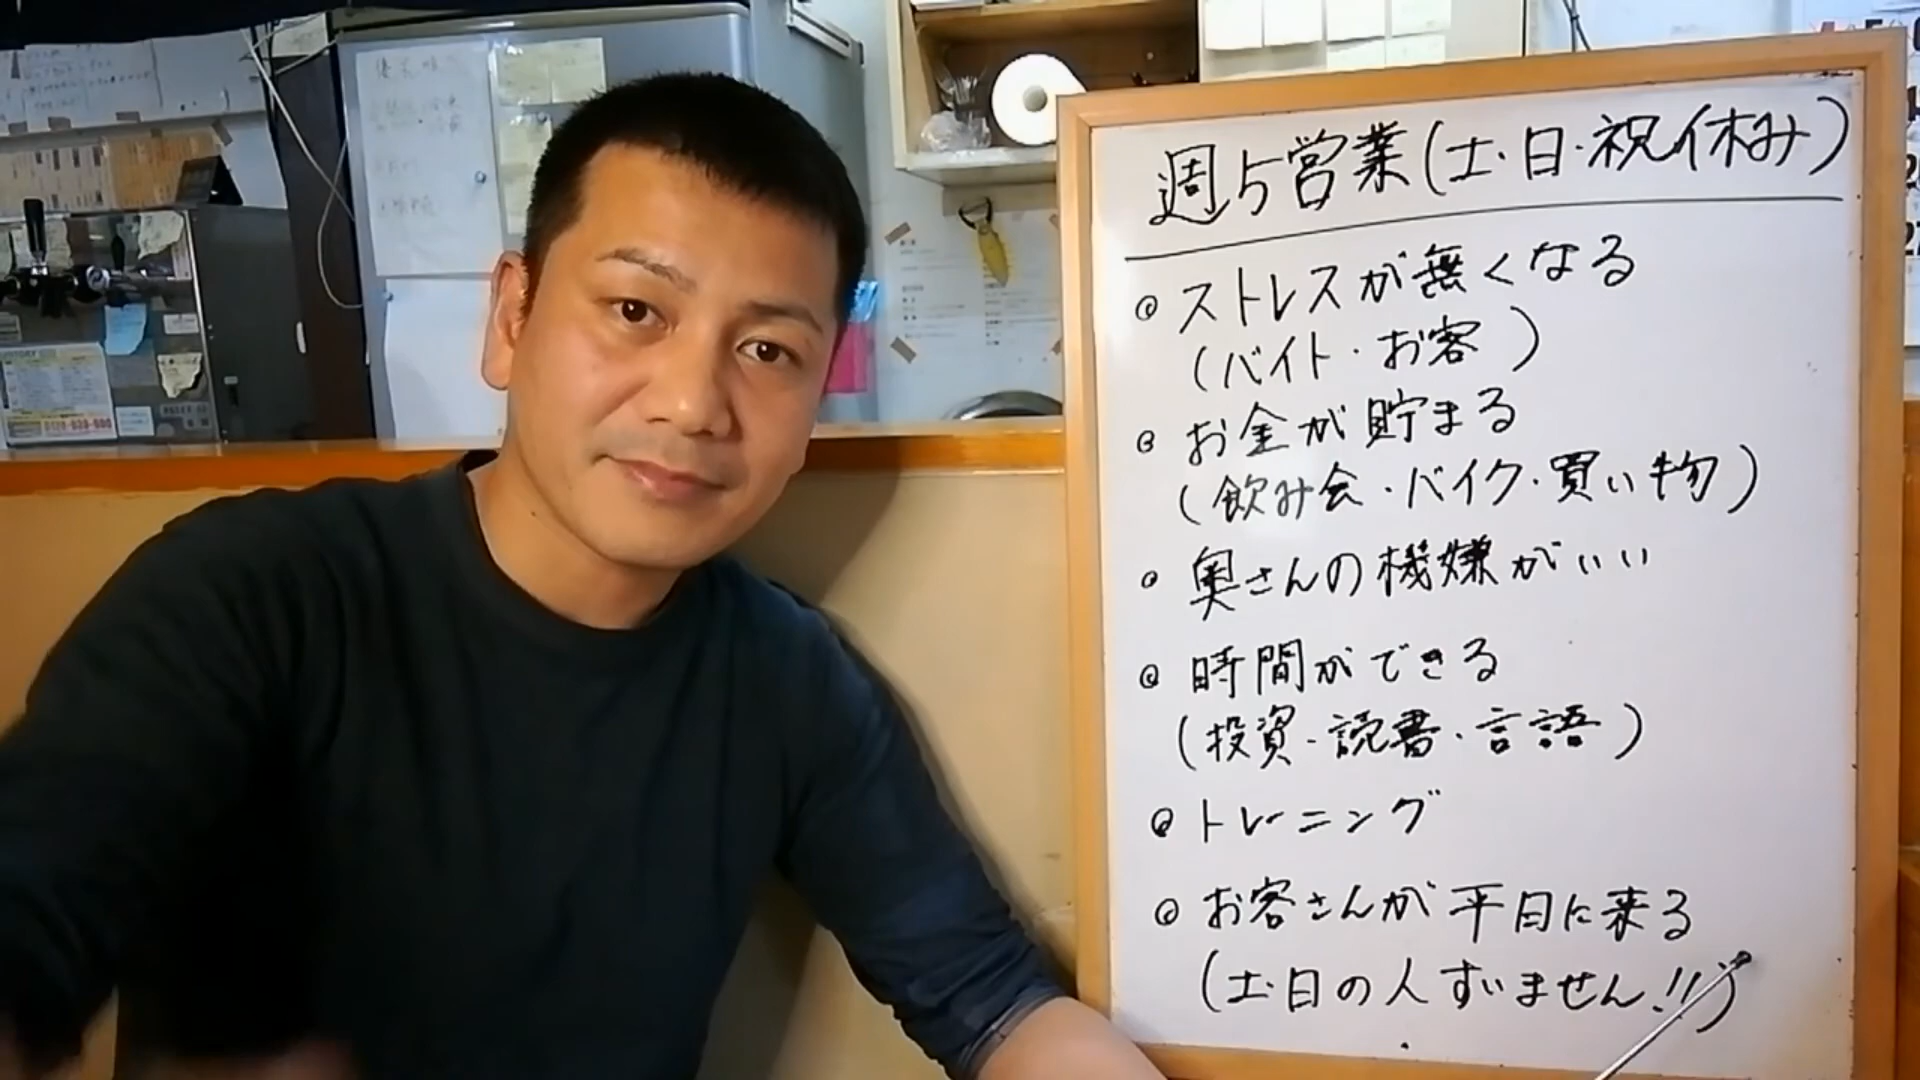 週5営業(土・日・祝休み)
◎ストレスが無くなる
(バイト・お客)
◎お金が貯まる
(飲み会・バイク・買い物)
◎奥さんの機嫌がいい
◎時間ができる
(投資・読書・言語)
◎トレーニング
◎お客さんが平日に来る
(土・日の人すいません!!)